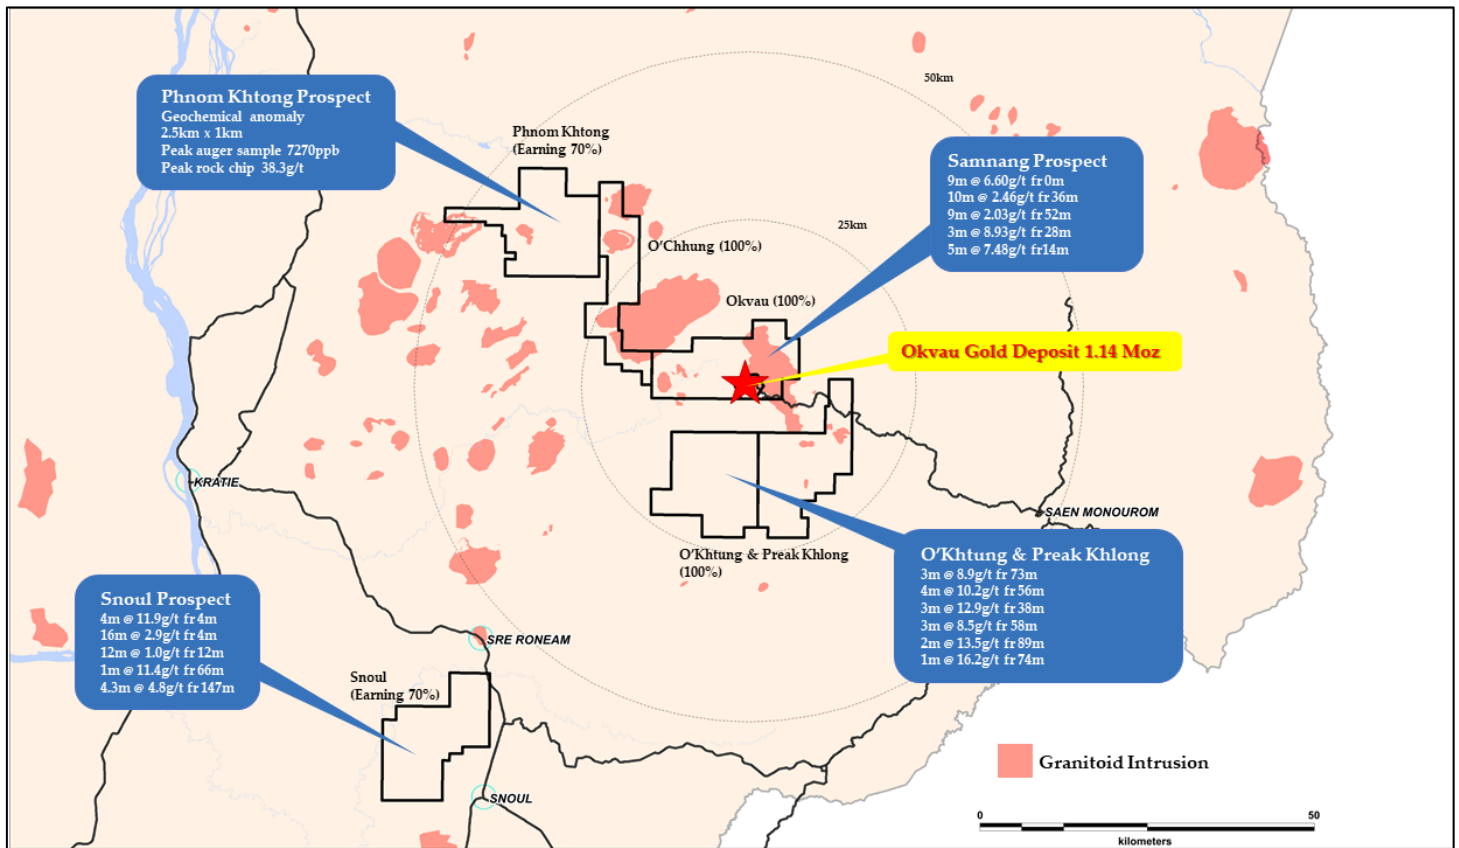 50km
Phnom Khtong Prospect
Geochemical anomaly
2.5km x 1km
Peak auger sample 7270ppb
Peak rock chip 38.3g/t
Phnom Khtong
(Earning 70%)
Samnang Prospect
9m @ 6.60g/t fr 0m
10m @ 2.46g/t fr 36m
9m @ 2.03g/t fr 52m
3m @ 8.93g/t fr 28m
5m @ 7.48g/t fr14m
25km
O'Chhung (100%)
Okvau (100%)
Okvau Gold Deposit 1.14 Moz
KRATIE
SAEN MONOUROM
O'Khtung & Preak Khlong
(100%)
O'Khtung & Preak Khlong
3m @ 8.9g/t fr 73m
4m @ 10.2g/t fr 56m
3m @ 12.9g/t fr 38m
3m @ 8.5g/t fr 58m
2m @ 13.5g/t fr 89m
1m @ 16.2g/t fr 74m
Snoul Prospect
4m @ 11.9g/t fr 4m
16m @ 2.9g/t fr 4m
12m @ 1.0g/t fr 12m
1m @ 11.4g/t fr 66m
4.3m @ 4.8g/t fr 147m
SRE RONEAM
Snoul
(Earning 70%)
SNOUL
Granitoid Intrusion
0
50
kilometers